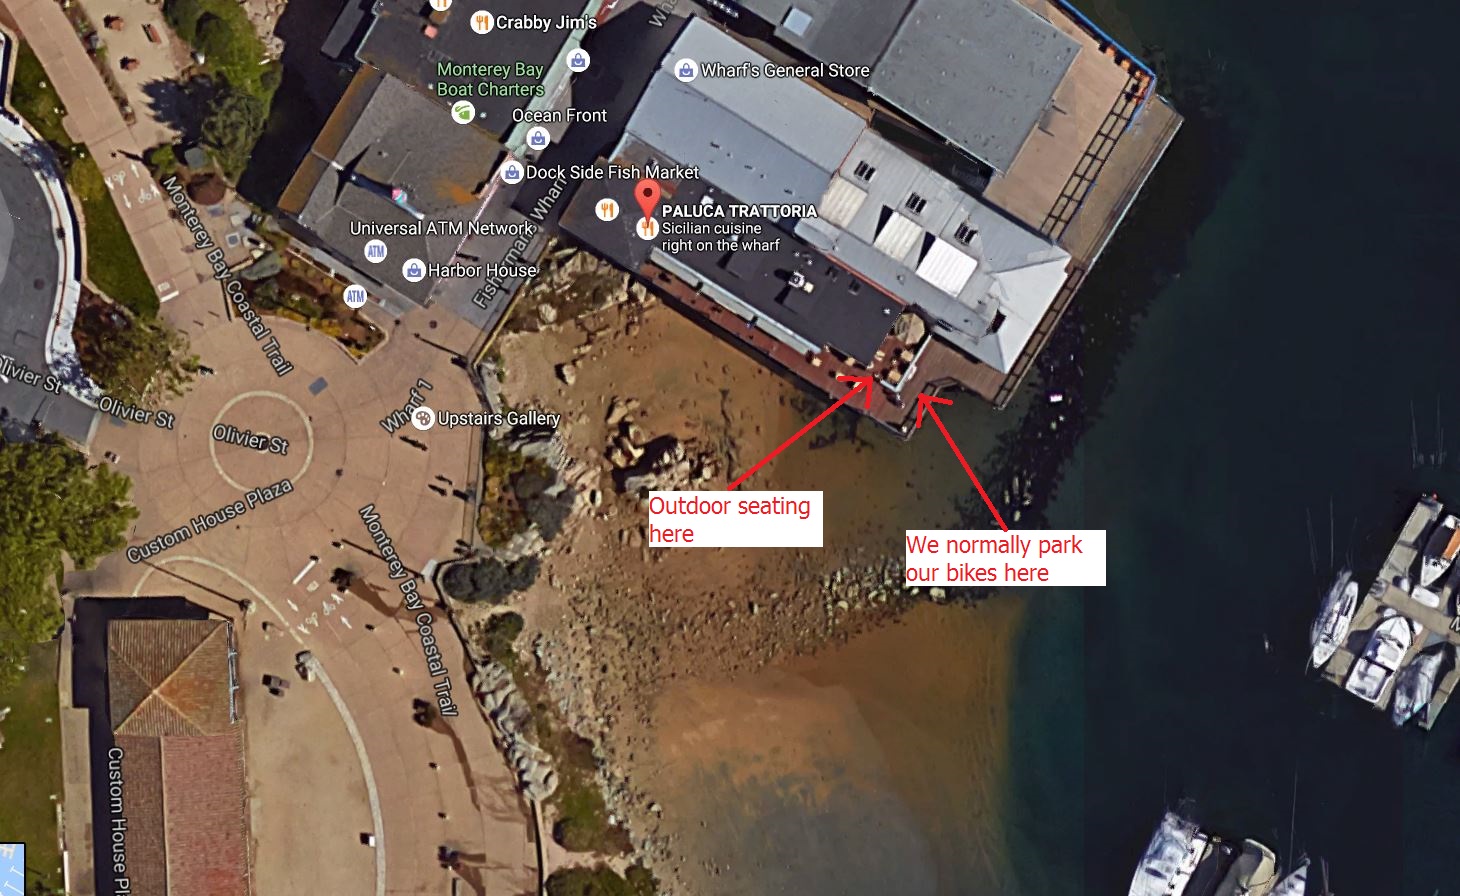 Crabby Jim's
Wha
Monterey Bay
Boat Charters
Wharf's General Store
Ocean Front
Dock Side Fish Market
PALUCA TRATTORIA
Sicilian cuisine
right on the wharf
Universal ATM Network
ATM
Harbor House
ATM
Fisherman's Wharf
Monterey Bay Coastal Trail
Olivier St
Olivier St
Olivier St
Wharf 1
Upstairs Gallery
Custom House Plaza
Monterey Bay Coastal Trail
Outdoor seating
here
We normally park
our bikes here
Custom House Pl